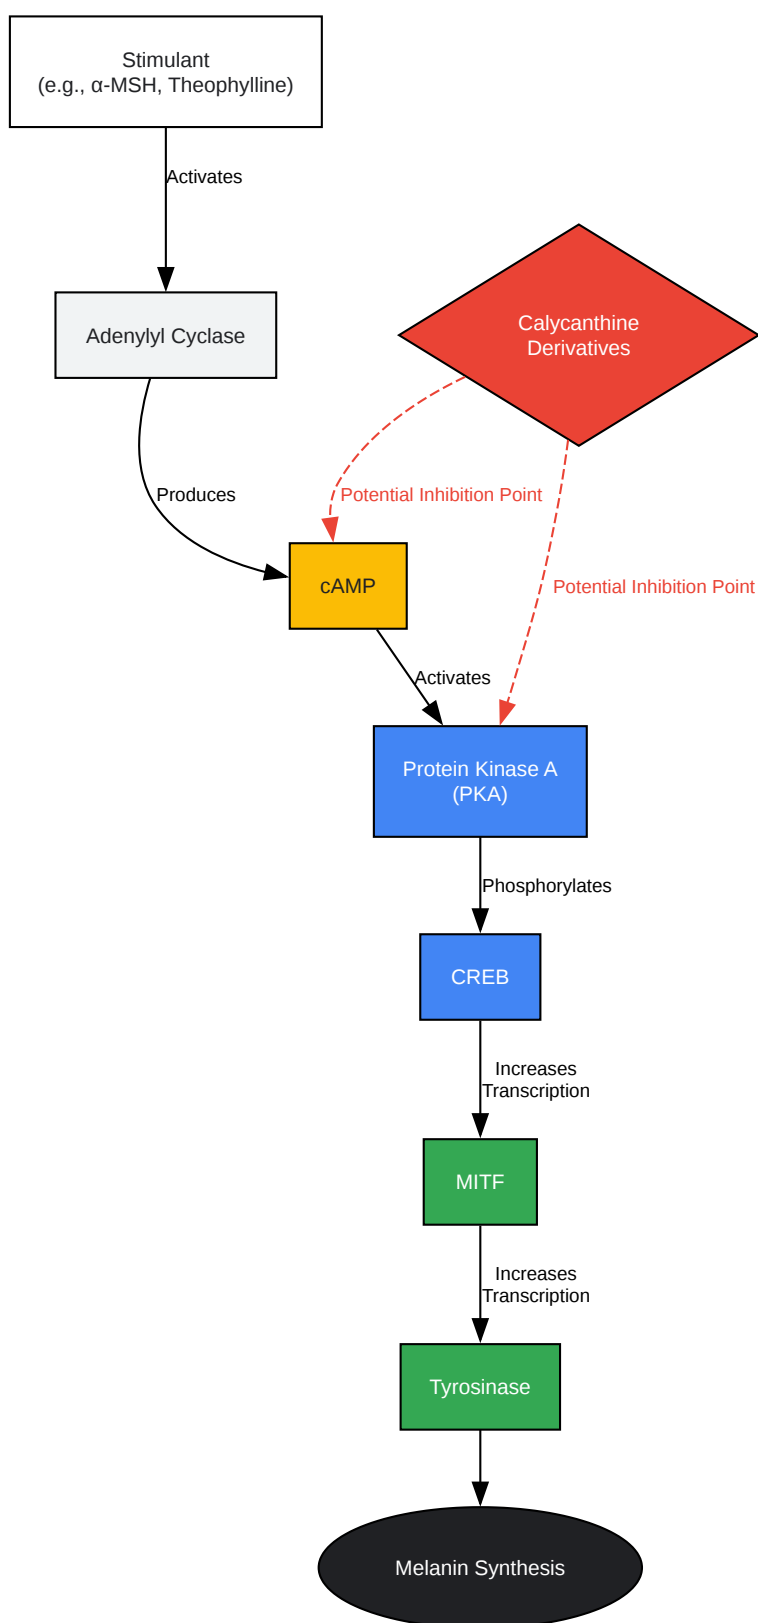 Stimulant
(e.g., α-MSH, Theophylline)
Activates
Adenylyl Cyclase
Calycanthine
Derivatives
Produces
Potential Inhibition Point
cAMP
Potential Inhibition Point
Activates
Protein Kinase A
(PKA)
Phosphorylates
CREB
Increases
Transcription
MITF
Increases
Transcription
Tyrosinase
Melanin Synthesis